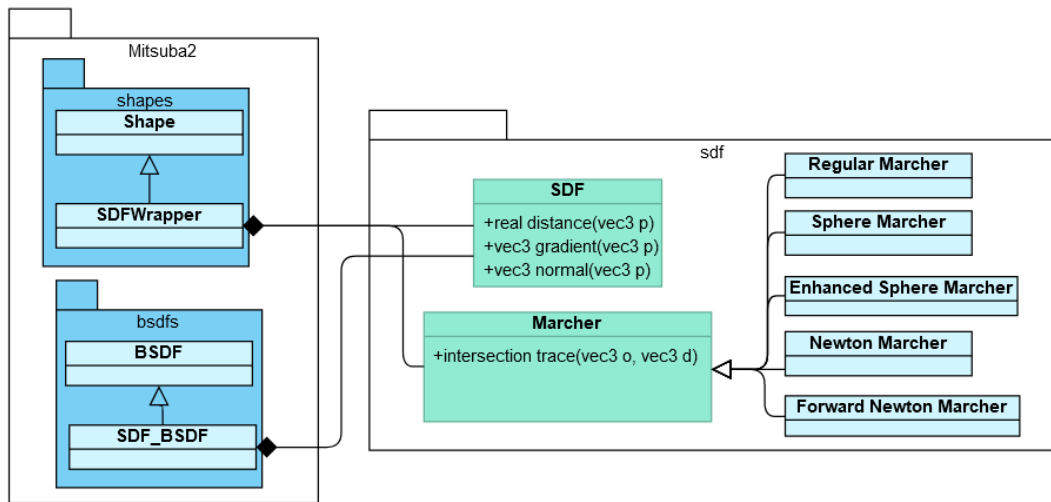 Mitsuba2
shapes
Shape
SDFWrapper
bsdfs
BSDF
SDF_BSDF
sdf
SDF
+real distance(vec3 p)
+vec3 gradient(vec3 p)
+vec3 normal(vec3 p)
Marcher
+intersection trace(vec3 o, vec3 d)
Regular Marcher
Sphere Marcher
Enhanced Sphere Marcher
Newton Marcher
Forward Newton Marcher